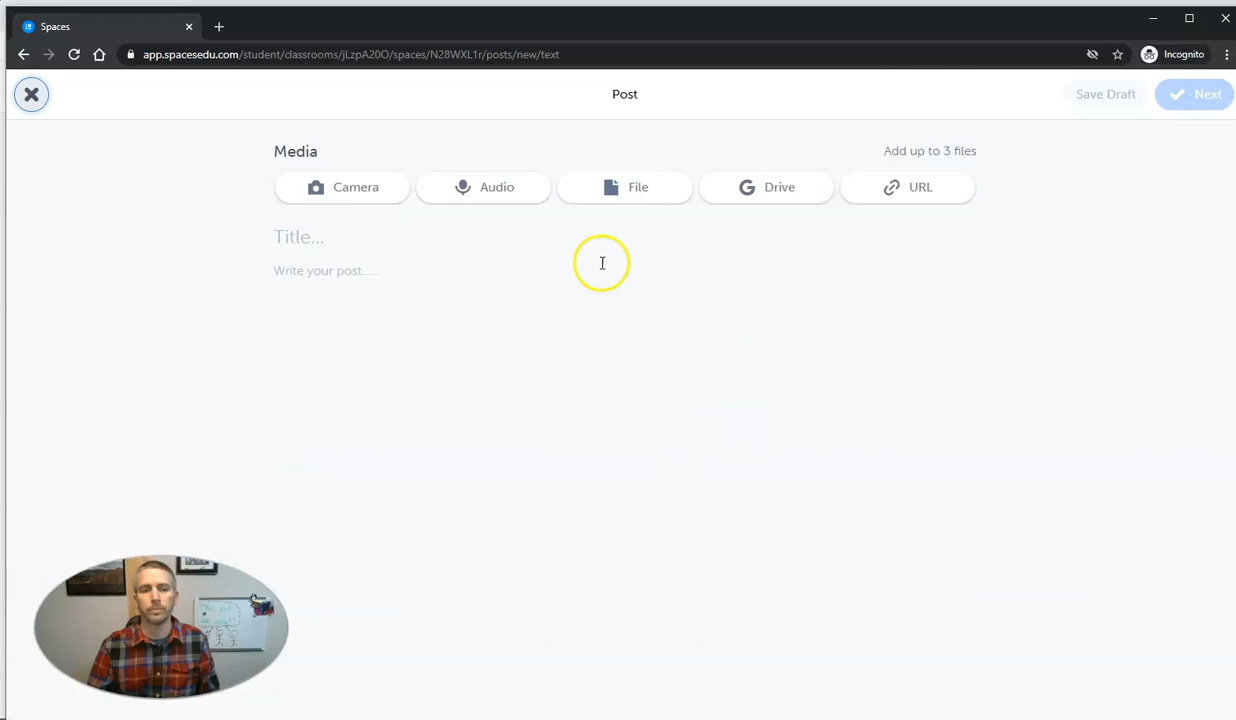 Spaces
app.spacesedu.com/student/classrooms/jLzpA20O/spaces/N28WXL1r/posts/new/text
Incognito
Post
Save Draft
Next
Media
Add up to 3 files
Camera
Audio
File
Drive
URL
Title...
Write your post......